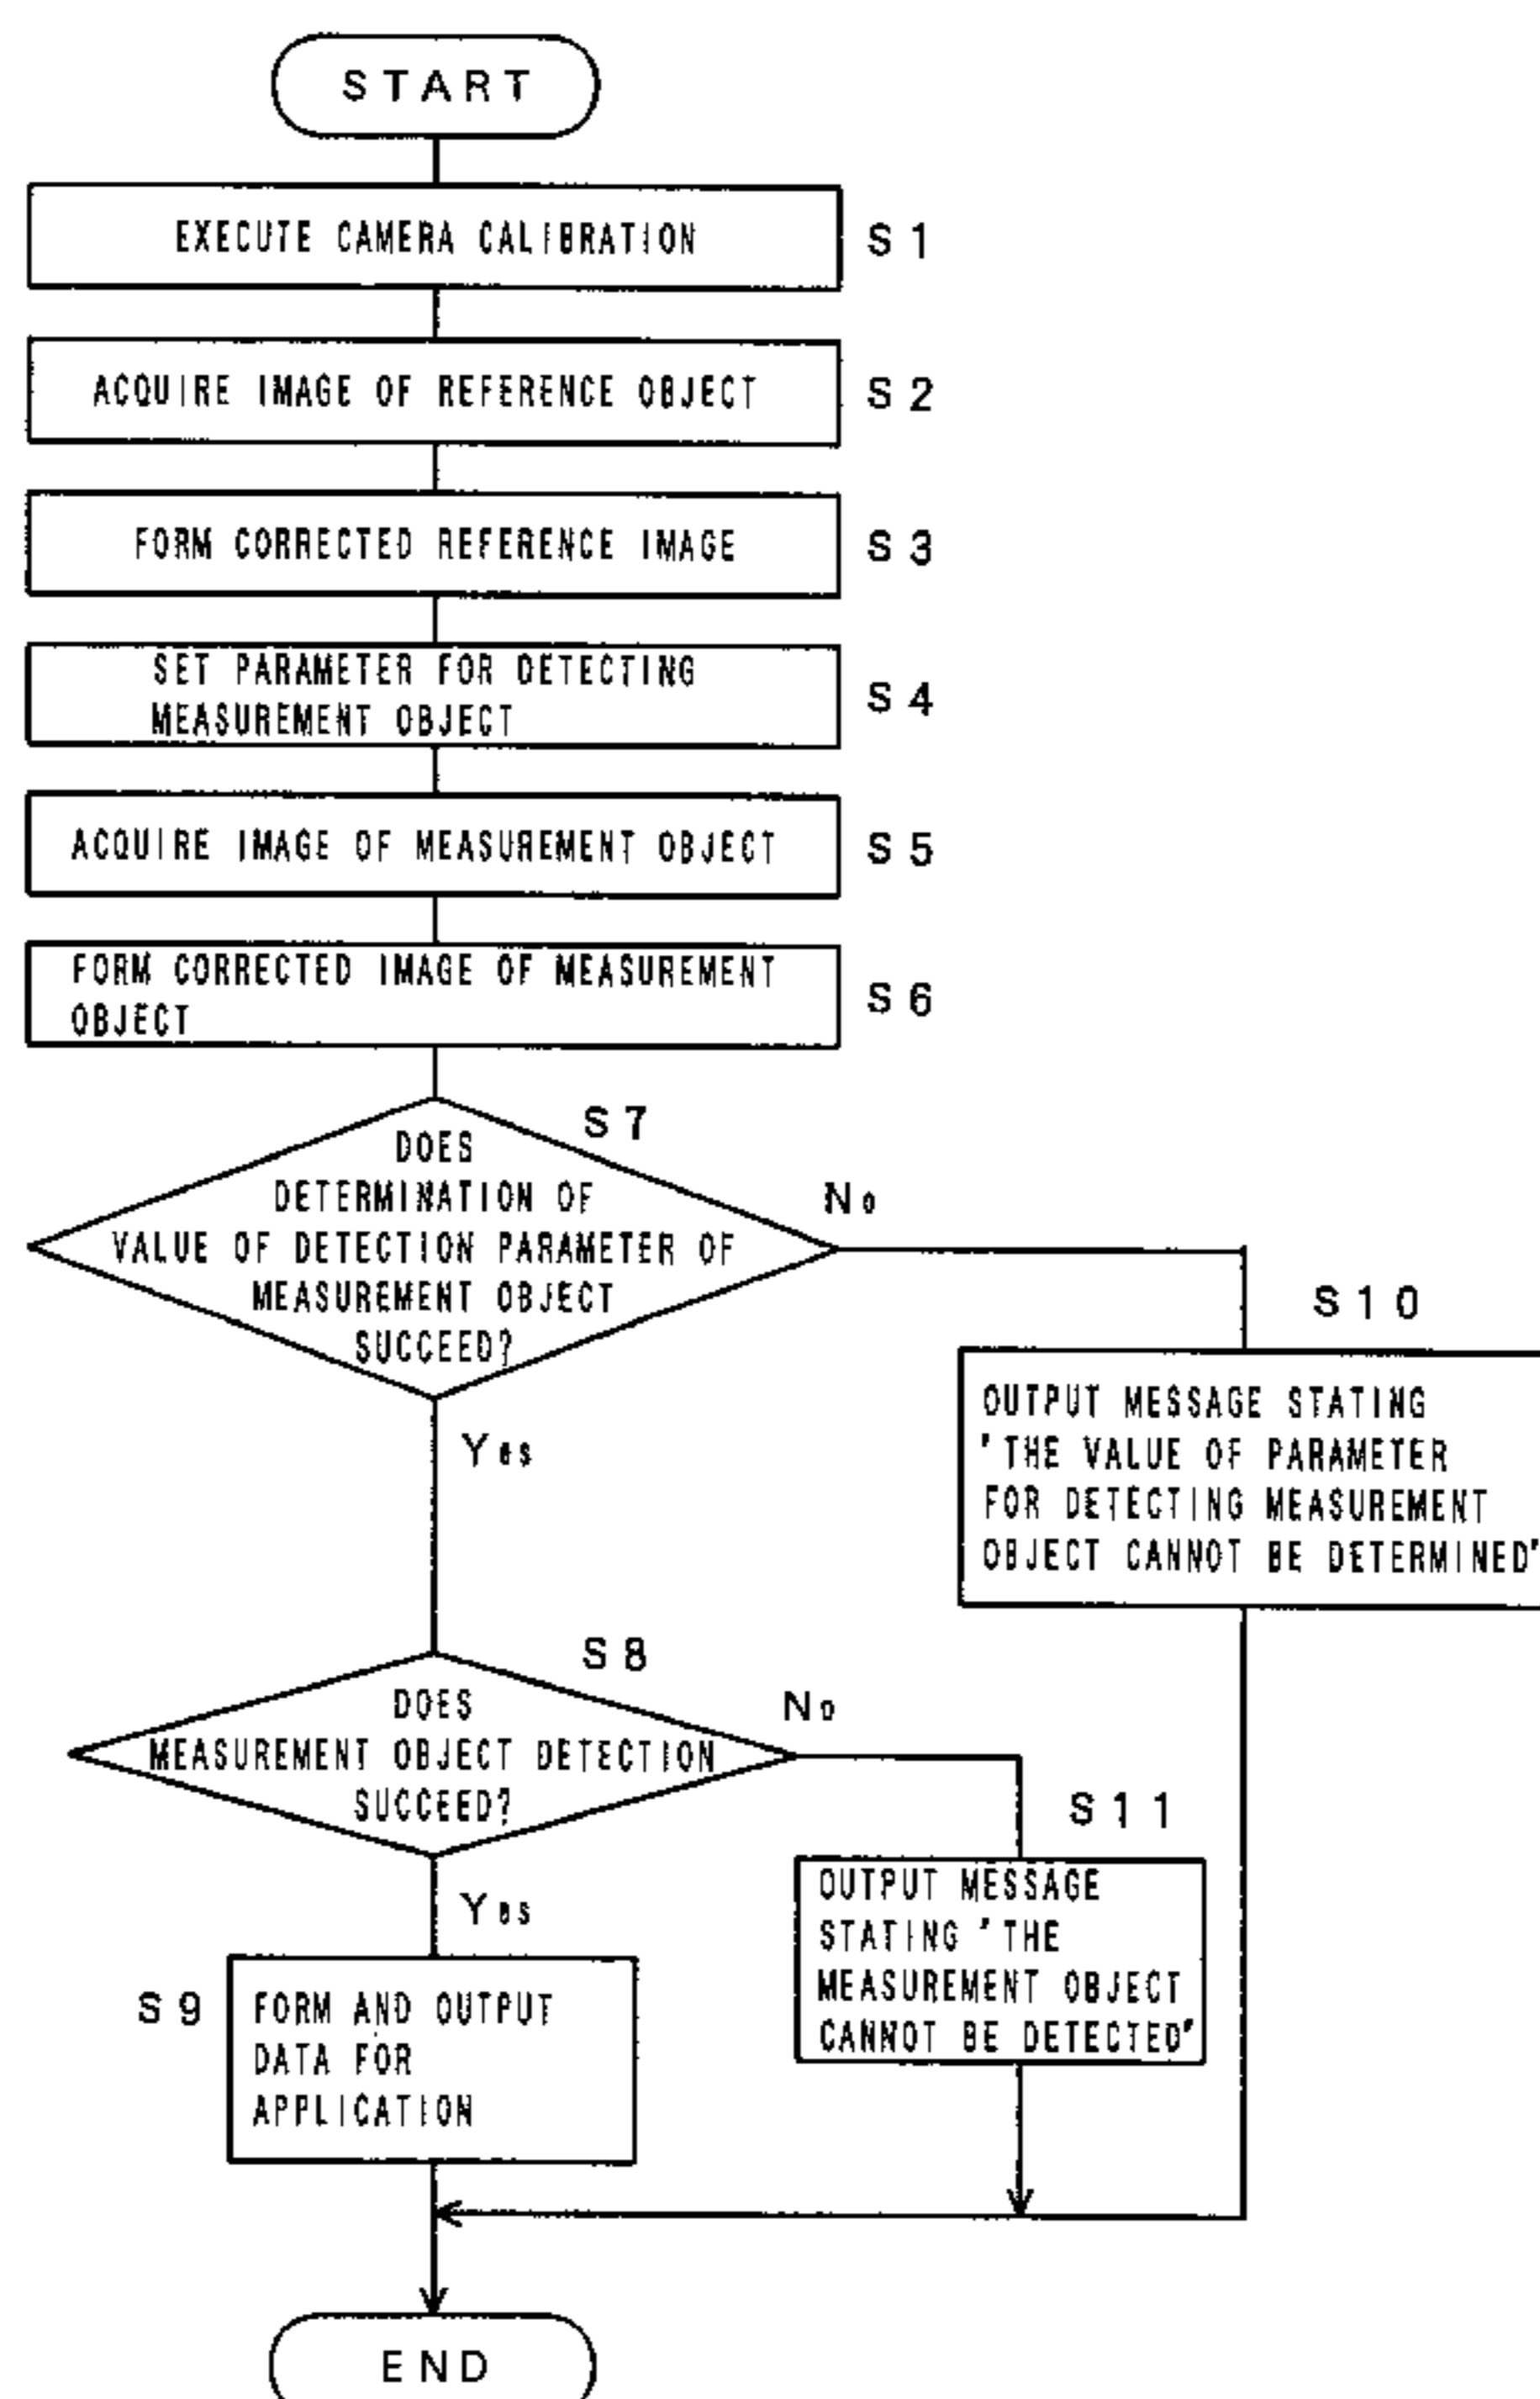 START
EXECUTE CAMERA CALIBRATION
S1
ACQUIRE IMAGE OF REFERENCE OBJECT
S2
FORM CORRECTED REFERENCE IMAGE
S3
SET PARAMETER FOR DETECTING
MEASUREMENT OBJECT
S4
ACQUIRE IMAGE OF MEASUREMENT OBJECT
S5
FORM CORRECTED IMAGE OF MEASUREMENT
OBJECT
S6
S7
DOES
DETERMINATION OF
VALUE OF DETECTION PARAMETER OF
MEASUREMENT OBJECT
SUCCEED?
No
Yes
S10
OUTPUT MESSAGE STATING
"THE VALUE OF PARAMETER
FOR DETECTING MEASUREMENT
OBJECT CANNOT BE DETERMINED"
S8
DOES
MEASUREMENT OBJECT DETECTION
SUCCEED?
No
Yes
S11
OUTPUT MESSAGE
STATING "THE
MEASUREMENT OBJECT
CANNOT BE DETECTED"
S9
FORM AND OUTPUT
DATA FOR
APPLICATION
END